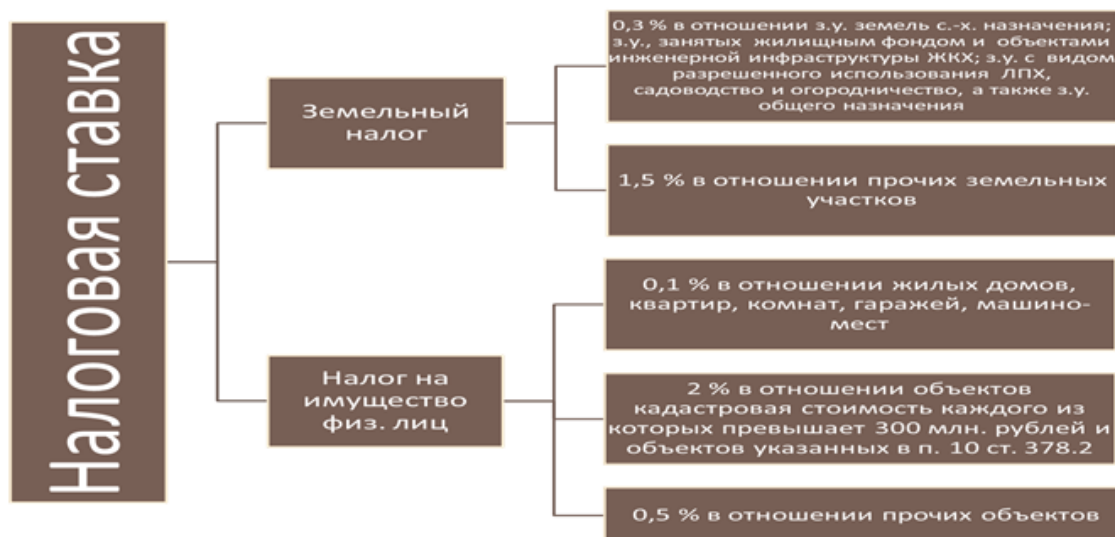 Налоговая ставка
Земельный
налог
0,3 % в отношении з.у. земель с.-х. назначения;
з.у., занятых жилищным фондом и объектами
инженерной инфраструктуры ЖКХ; з.у. с видом
разрешенного использования ЛПХ,
садоводство и огородничество, а также з.у.
общего назначения
1,5 % в отношении прочих земельных
участков
Налог на
имущество
физ. лиц
0,1 % в отношении жилых домов,
квартир, комнат, гаражей, машино-
мест
2 % в отношении объектов
кадастровая стоимость каждого из
которых превышает 300 млн. рублей и
объектов указанных в п. 10 ст. 378.2
0,5 % в отношении прочих объектов